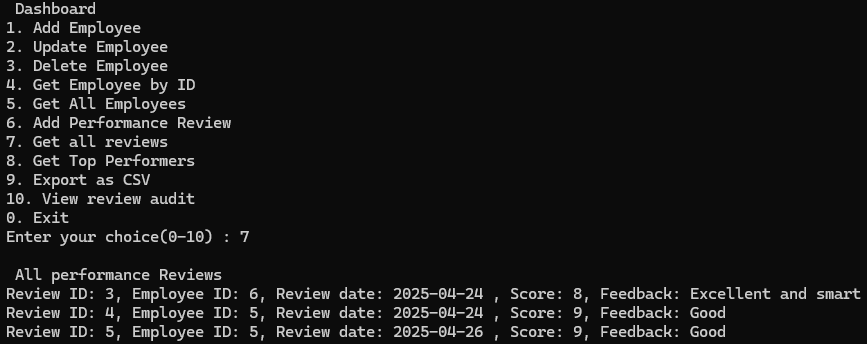 Dashboard
1. Add Employee
2. Update Employee
3. Delete Employee
4. Get Employee by ID
5. Get All Employees
6. Add Performance Review
7. Get all reviews
8. Get Top Performers
9. Export as CSV
10. View review audit
0. Exit
Enter your choice(0-10) : 7
All performance Reviews
Review ID: 3, Employee ID: 6, Review date: 2025-04-24 , Score: 8, Feedback: Excellent and smart
Review ID: 4, Employee ID: 5, Review date: 2025-04-24 , Score: 9, Feedback: Good
Review ID: 5, Employee ID: 5, Review date: 2025-04-26 , Score: 9, Feedback: Good